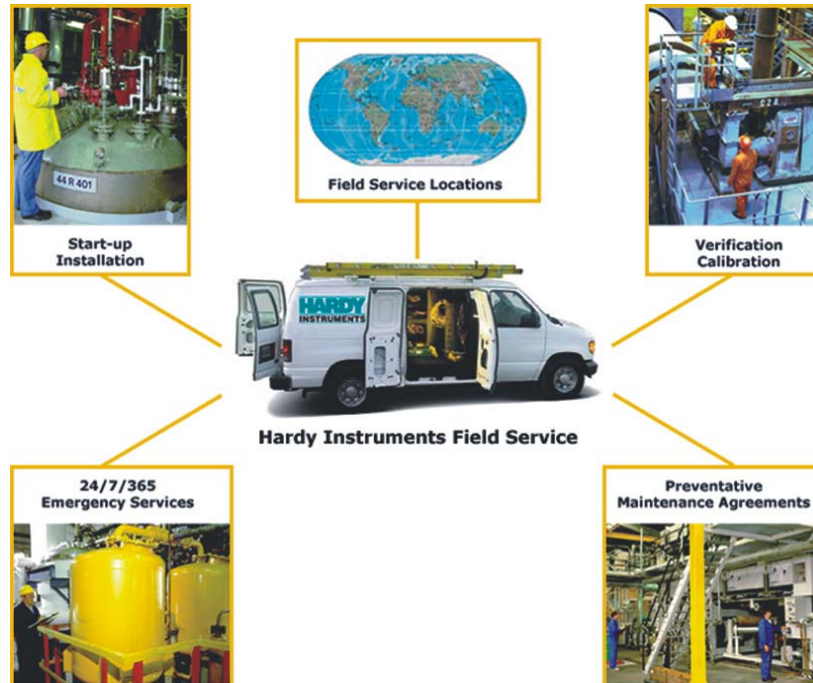 Start-up
Installation
44 R 401
Field Service Locations
Verification
Calibration
C2A
HARDY
INSTRUMENTS
Hardy Instruments Field Service
24/7/365
Emergency Services
Preventative
Maintenance Agreements